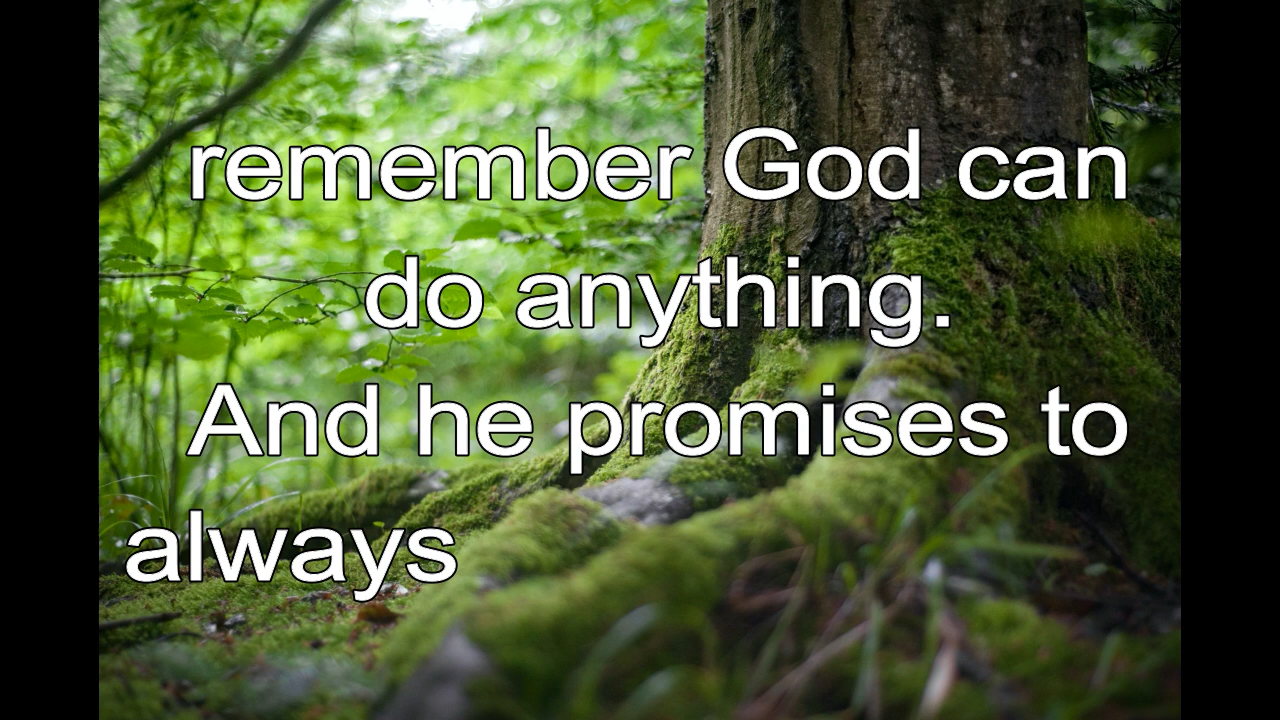 remember God can
do anything.
And he promises to
always